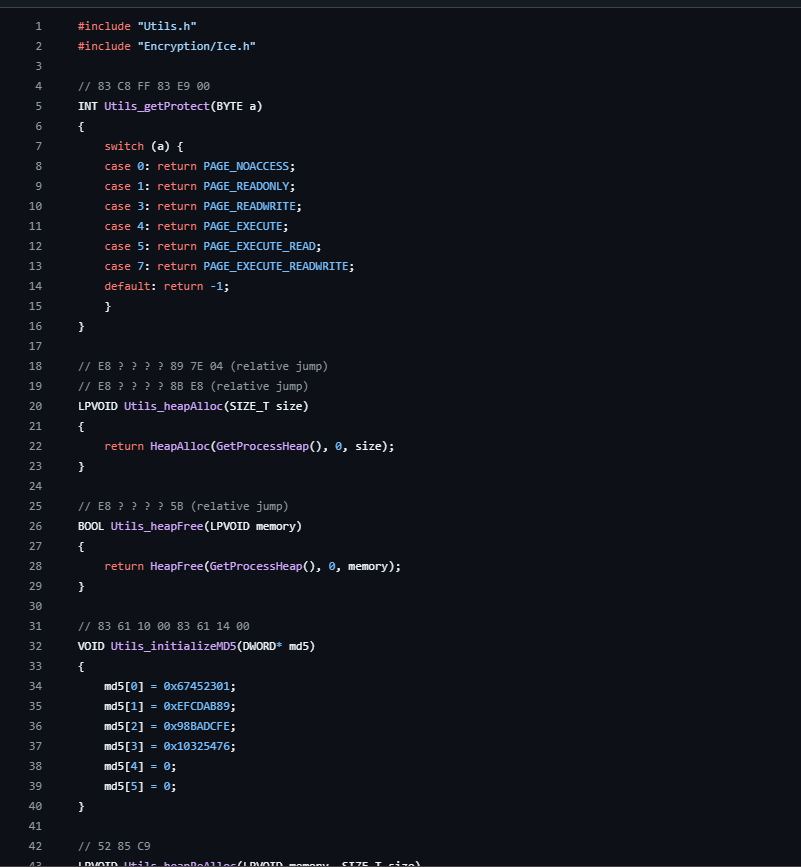 1 #include "Utils.h"
2 #include "Encryption/Ice.h"
3
4 // 83 C8 FF 83 E9 00
5 INT Utils_getProtect(BYTE a)
6 {
7     switch (a) {
8     case 0: return PAGE_NOACCESS;
9     case 1: return PAGE_READONLY;
10     case 3: return PAGE_READWRITE;
11     case 4: return PAGE_EXECUTE;
12     case 5: return PAGE_EXECUTE_READ;
13     case 7: return PAGE_EXECUTE_READWRITE;
14     default: return -1;
15     }
16 }
17
18 // E8 ? ? ? ? 89 7E 04 (relative jump)
19 // E8 ? ? ? ? 8B E8 (relative jump)
20 LPVOID Utils_heapAlloc(SIZE_T size)
21 {
22     return HeapAlloc(GetProcessHeap(), 0, size);
23 }
24
25 // E8 ? ? ? ? 5B (relative jump)
26 BOOL Utils_heapFree(LPVOID memory)
27 {
28     return HeapFree(GetProcessHeap(), 0, memory);
29 }
30
31 // 83 61 10 00 83 61 14 00
32 VOID Utils_initializeMD5(DWORD* md5)
33 {
34     md5[0] = 0x67452301;
35     md5[1] = 0xEFCDAB89;
36     md5[2] = 0x98BADCFE;
37     md5[3] = 0x10325476;
38     md5[4] = 0;
39     md5[5] = 0;
40 }
41
42 // 52 85 C9
43 LPVOID Utils_heapReAlloc(LPVOID memory, SIZE_T size)